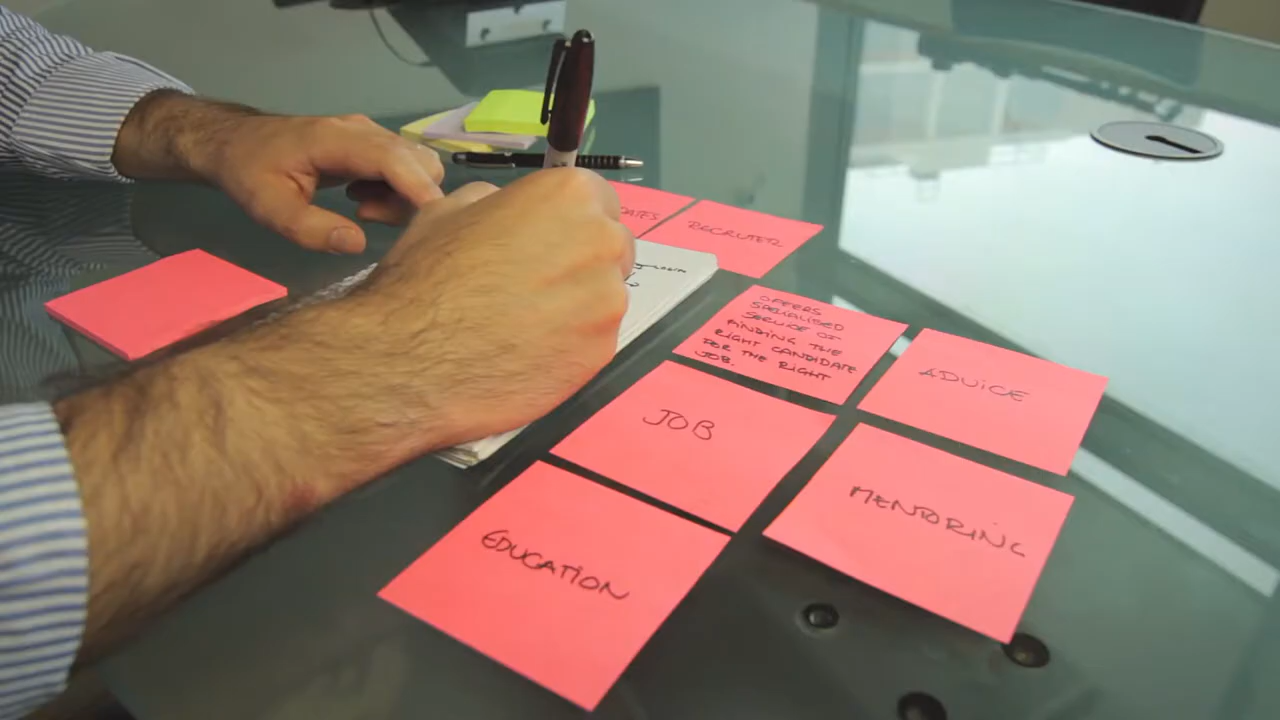 RECRUITER
OFFERS
SPECIALISED
SERVICE OF
FINDING THE
RIGHT CANDIDATE
FOR THE RIGHT
JOB.
ADVICE
JOB
MENTORING
EDUCATION